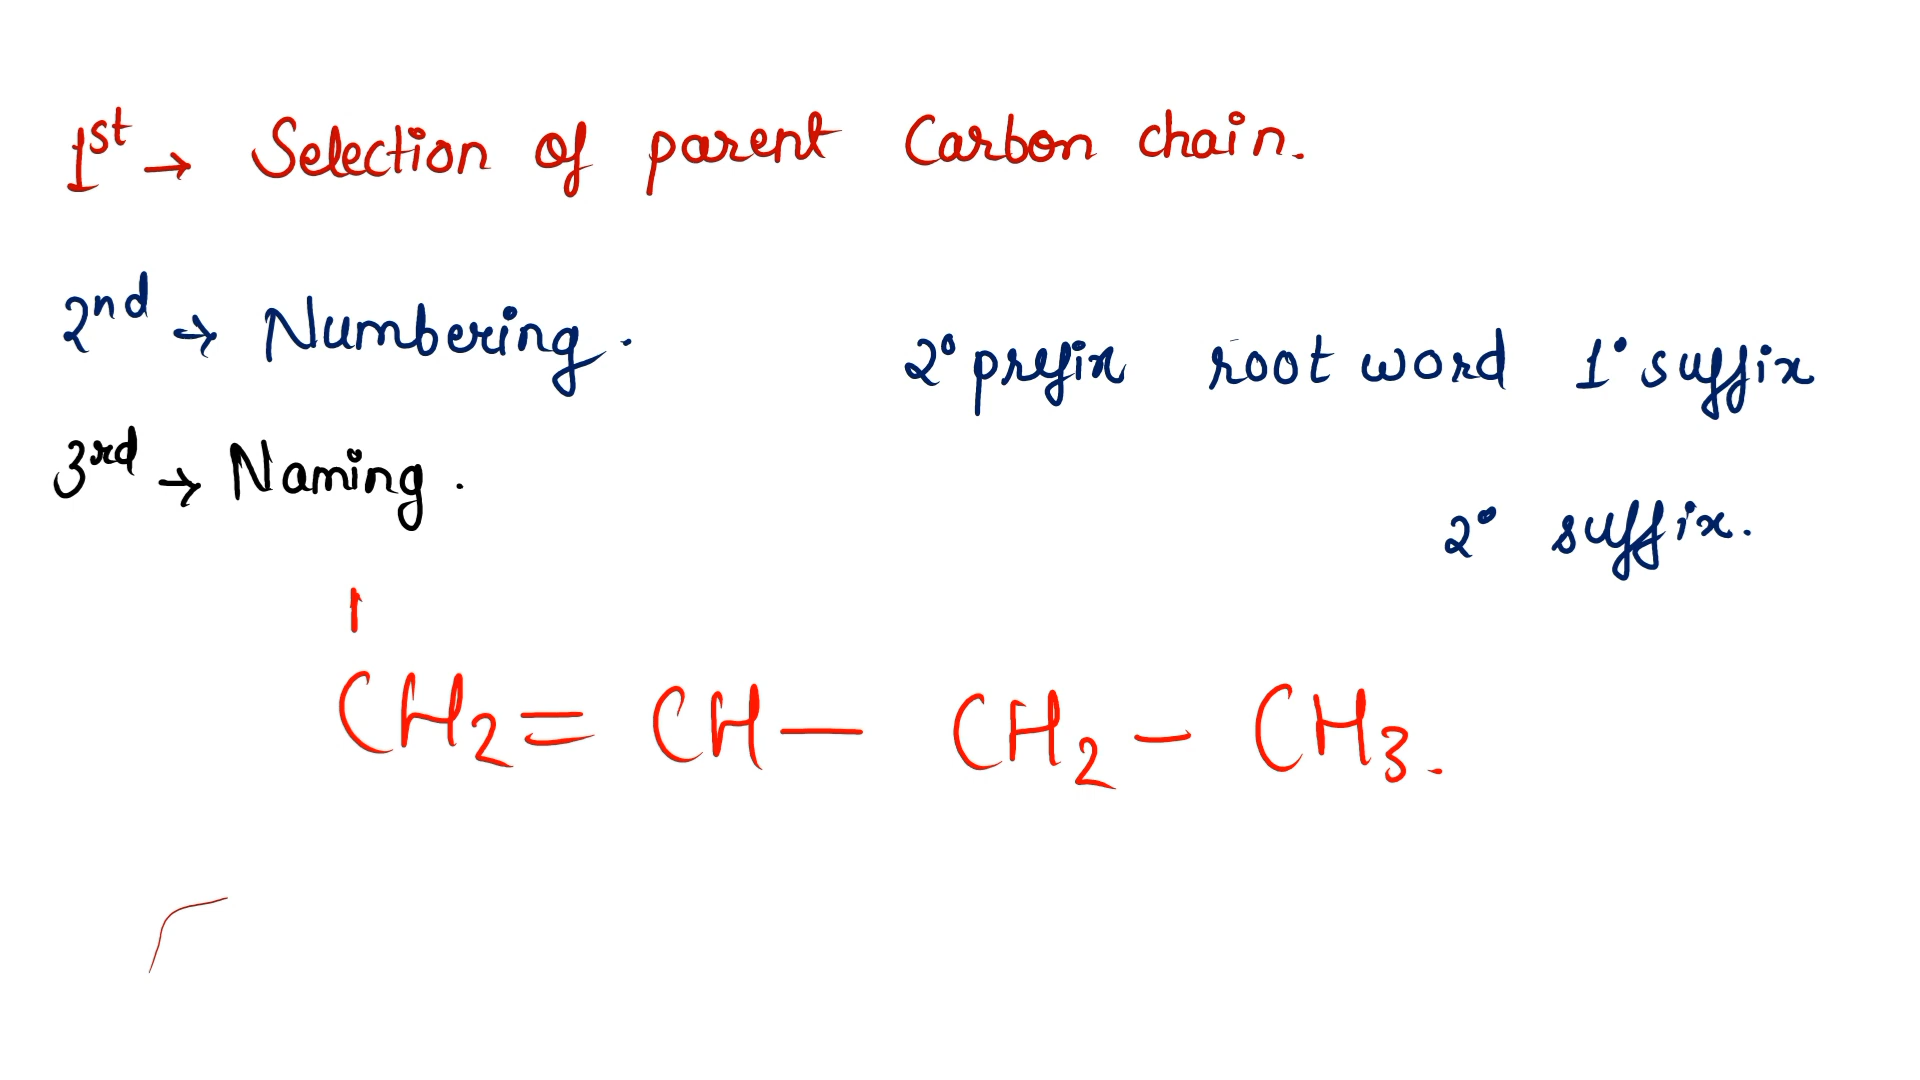 1st → Selection of parent Carbon chain.
2nd → Numbering.
2° prefix root word 1° suffix
3rd → Naming.
2° suffix.
1
CH2 = CH — CH2 – CH3.